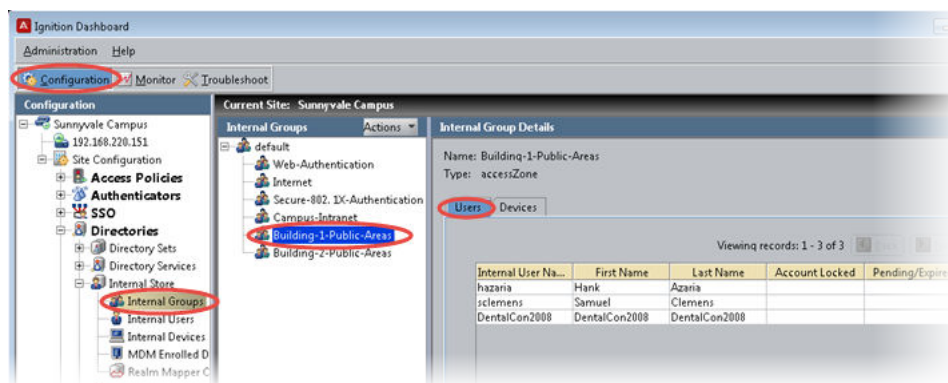 Ignition Dashboard
Administration Help
Configuration Monitor Troubleshoot
Configuration
Sunnyvale Campus
192.168.220.151
Site Configuration
Access Policies
Authenticators
SSO
Directories
Directory Sets
Directory Services
Internal Store
Internal Groups
Internal Users
Internal Devices
MDM Enrolled D
Realm Mapper C
Current Site: Sunnyvale Campus
Internal Groups Actions
default
Web-Authentication
Internet
Secure-802. 1X-Authentication
Campus-Intranet
Building-1-Public-Areas
Building-2-Public-Areas
Internal Group Details
Name: Building-1-Public-Areas
Type: accessZone
Users Devices
Viewing records: 1 - 3 of 3 Back
Internal User Na... First Name Last Name Account Locked Pending/Expire
hazaria Hank Azaria
sclemens Samuel Clemens
DentalCon2008 DentalCon2008 DentalCon2008